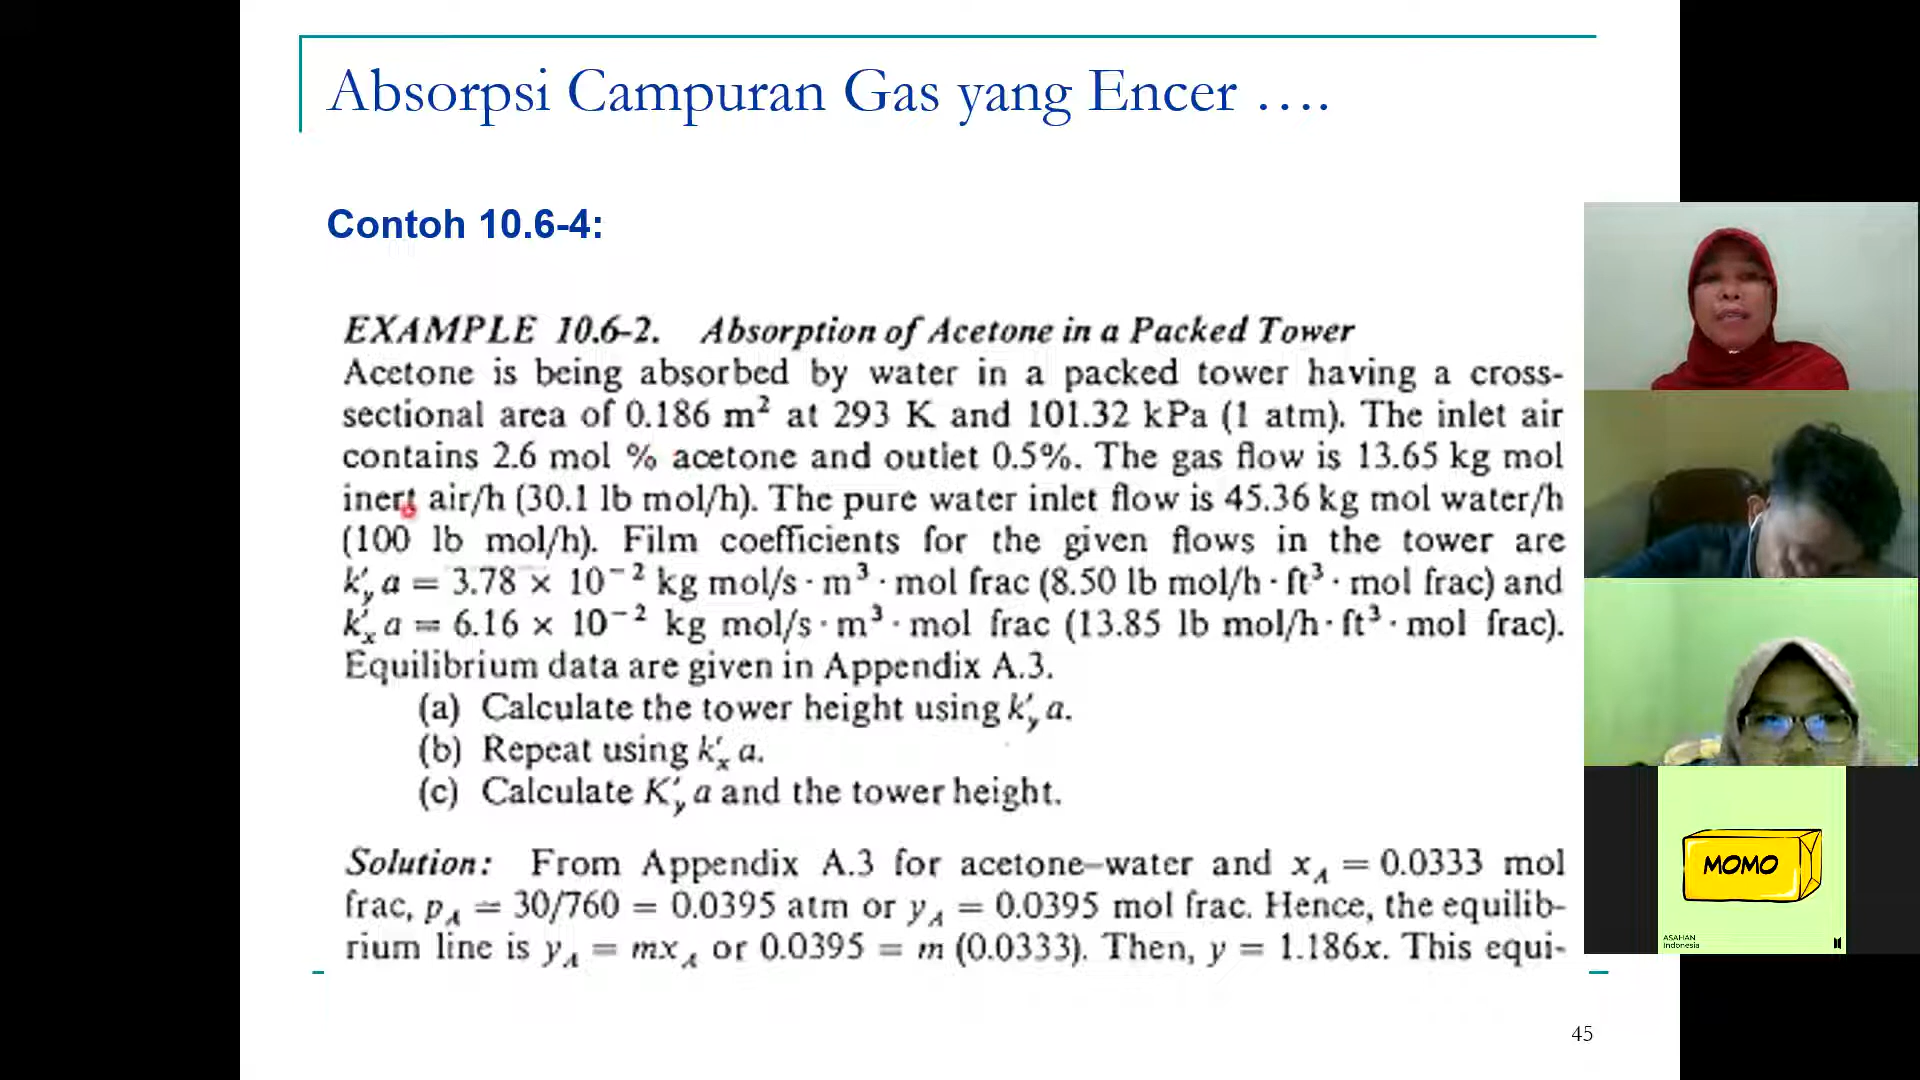 Absorpsi Campuran Gas yang Encer ….
Contoh 10.6-4:
EXAMPLE 10.6-2. Absorption of Acetone in a Packed Tower
Acetone is being absorbed by water in a packed tower having a cross-
sectional area of 0.186 m² at 293 K and 101.32 kPa (1 atm). The inlet air
contains 2.6 mol % acetone and outlet 0.5%. The gas flow is 13.65 kg mol
inert air/h (30.1 lb mol/h). The pure water inlet flow is 45.36 kg mol water/h
(100 lb mol/h). Film coefficients for the given flows in the tower are
k′y a = 3.78 × 10⁻² kg mol/s · m³ · mol frac (8.50 lb mol/h · ft³ · mol frac) and
k′x a = 6.16 × 10⁻² kg mol/s · m³ · mol frac (13.85 lb mol/h · ft³ · mol frac).
Equilibrium data are given in Appendix A.3.
(a) Calculate the tower height using k′y a.
(b) Repeat using k′x a.
(c) Calculate K′y a and the tower height.
Solution: From Appendix A.3 for acetone–water and xA = 0.0333 mol
frac, pA = 30/760 = 0.0395 atm or yA = 0.0395 mol frac. Hence, the equilib-
rium line is yA = mxA or 0.0395 = m (0.0333). Then, y = 1.186x. This equi-
45
MOMO
ASAHAN
Indonesia